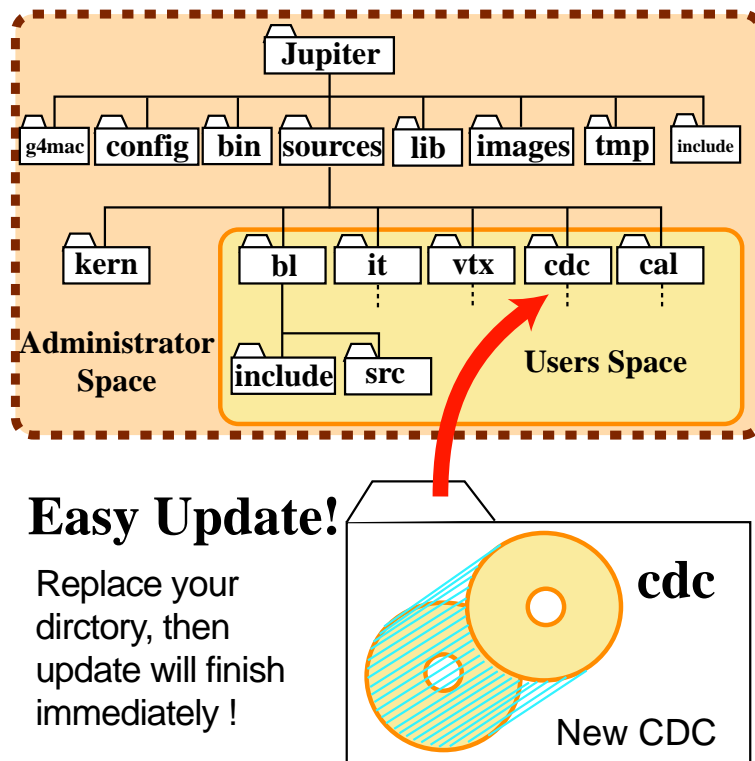 Jupiter
g4mac config bin sources lib images tmp include
kern bl it vtx cdc cal
Administrator
Space
include src
Users Space
Easy Update!
Replace your
dirctory, then
update will finish
immediately !
cdc
New CDC